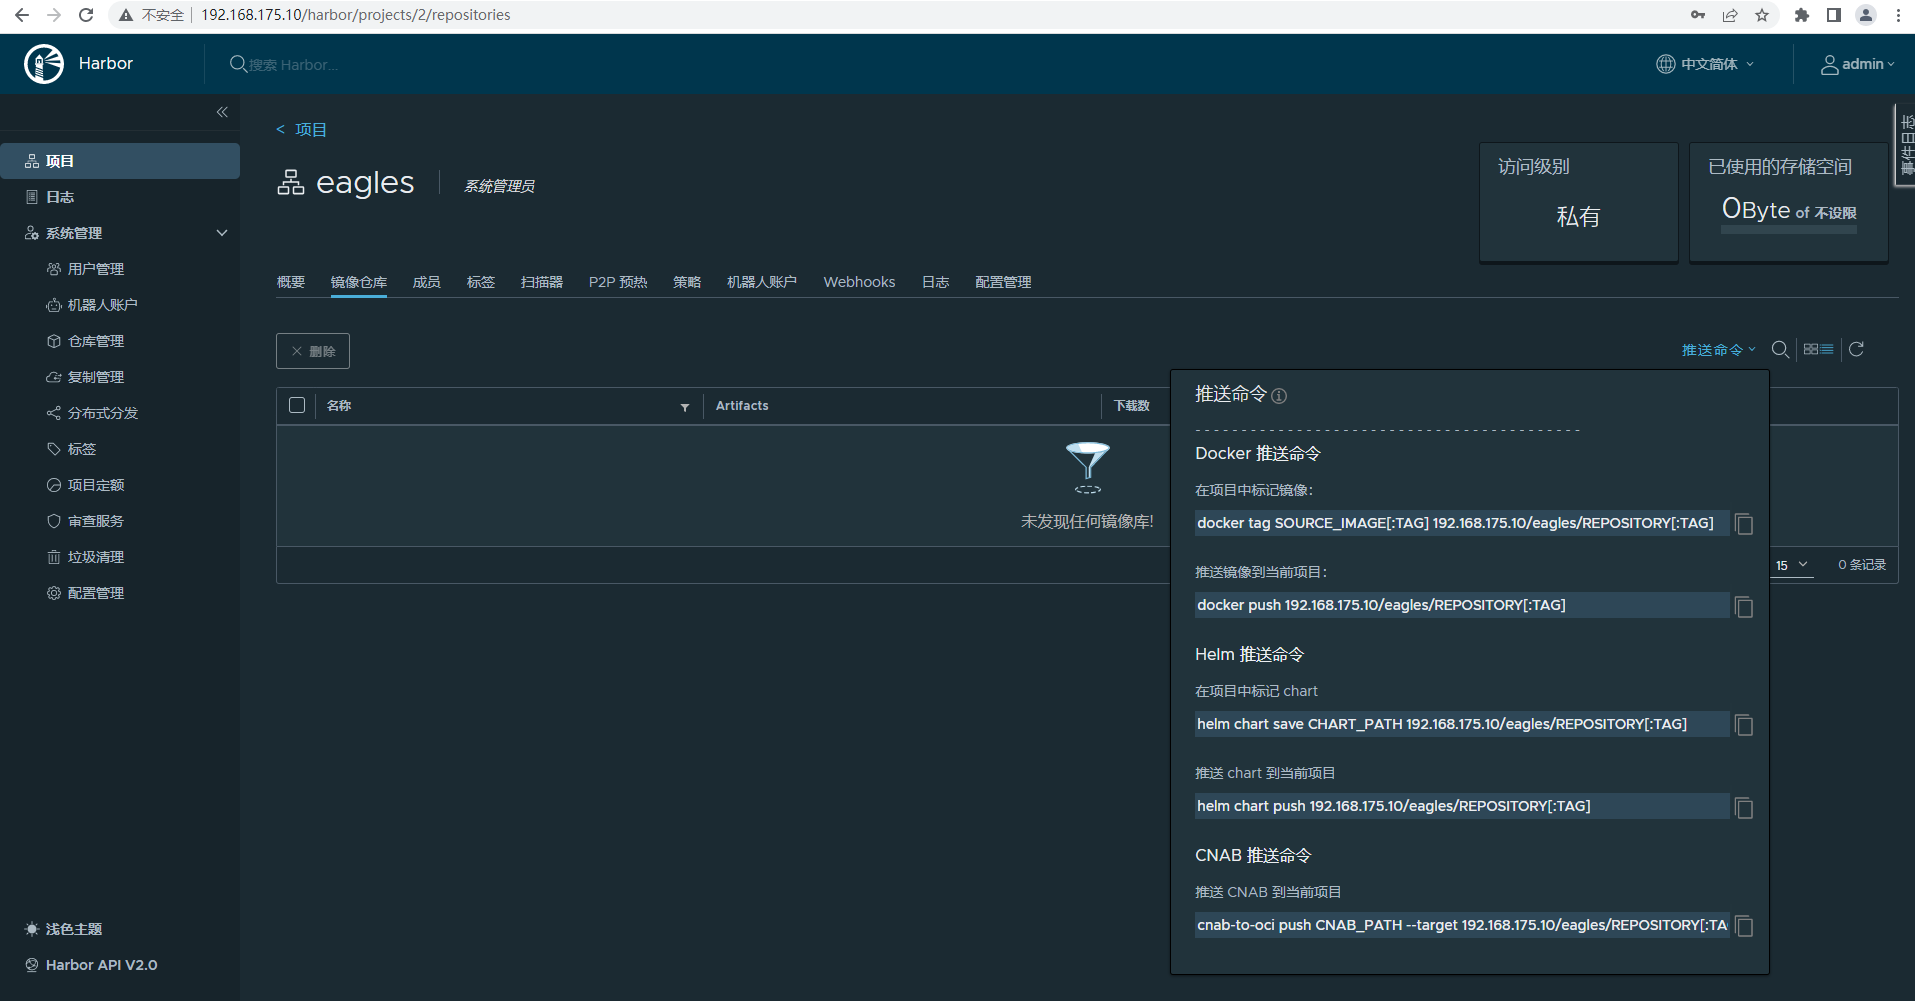 不安全 192.168.175.10/harbor/projects/2/repositories
Harbor
搜索 Harbor...
中文简体
admin
项目
日志
系统管理
用户管理
机器人账户
仓库管理
复制管理
分布式分发
标签
项目定额
审查服务
垃圾清理
配置管理
浅色主题
Harbor API V2.0
< 项目
eagles
系统管理员
访问级别
私有
已使用的存储空间
0Byte of 不设限
事件日志
概要 镜像仓库 成员 标签 扫描器 P2P 预热 策略 机器人账户 Webhooks 日志 配置管理
× 删除
推送命令
名称 Artifacts 下载数
未发现任何镜像库!
15 0 条记录
推送命令
------------------------------------------
Docker 推送命令
在项目中标记镜像：
docker tag SOURCE_IMAGE[:TAG] 192.168.175.10/eagles/REPOSITORY[:TAG]
推送镜像到当前项目：
docker push 192.168.175.10/eagles/REPOSITORY[:TAG]
Helm 推送命令
在项目中标记 chart
helm chart save CHART_PATH 192.168.175.10/eagles/REPOSITORY[:TAG]
推送 chart 到当前项目
helm chart push 192.168.175.10/eagles/REPOSITORY[:TAG]
CNAB 推送命令
推送 CNAB 到当前项目
cnab-to-oci push CNAB_PATH --target 192.168.175.10/eagles/REPOSITORY[:TA